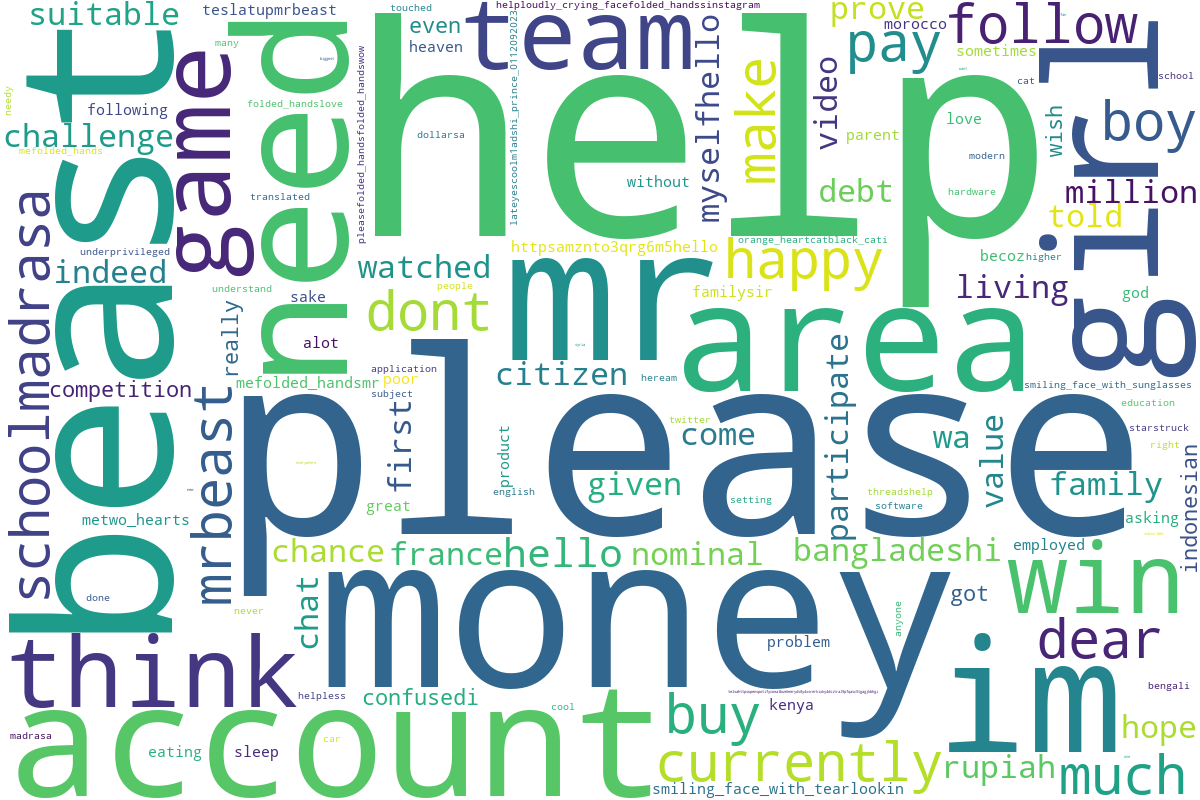 helploudly_crying_facefolded_handssinstagram
suitable
teslatupmrbeast
touched
team
prove
follow
many
even
morocco
pay
heaven
sometimes
needy
following
folded_handslove
need
help
cat
school
girl
beast
game
challenge
mefolded_hands
dollarsa
lateyescoolm1adshi_prince_0112092023
myselfhello
make
video
parent
love
wish
boy
modern
pleasefolded_handsfolded_handswow
translated
without
debt
hardware
million
told
schoolmadrasa
underprivileged
indeed
watched
httpsamznto3qrg6m5hello
orange_heartcatblack_cati
happy
becoz
higher
understand
sake
people
mr
familysir
area
living
god
really
dont
alot
competition
mefolded_handsmr
application
poor
subject
citizen
heream
participate
smiling_face_with_sunglasses
mrbeast
please
first
twitter
education
come
wa
value
starstruck
right
product
given
english
setting
threadshelp
software
family
indonesian
great
metwo_hearts
asking
chance
france
hello
nominal
bangladeshi
employed
done
never
chat
money
got
win
anyone
think
problem
dear
im
helpless
confusedi
kenya
bengali
account
cool
buy
madrasa
eating
sleep
car
currently
rupiah
hope
much
smiling_face_with_tearlookin